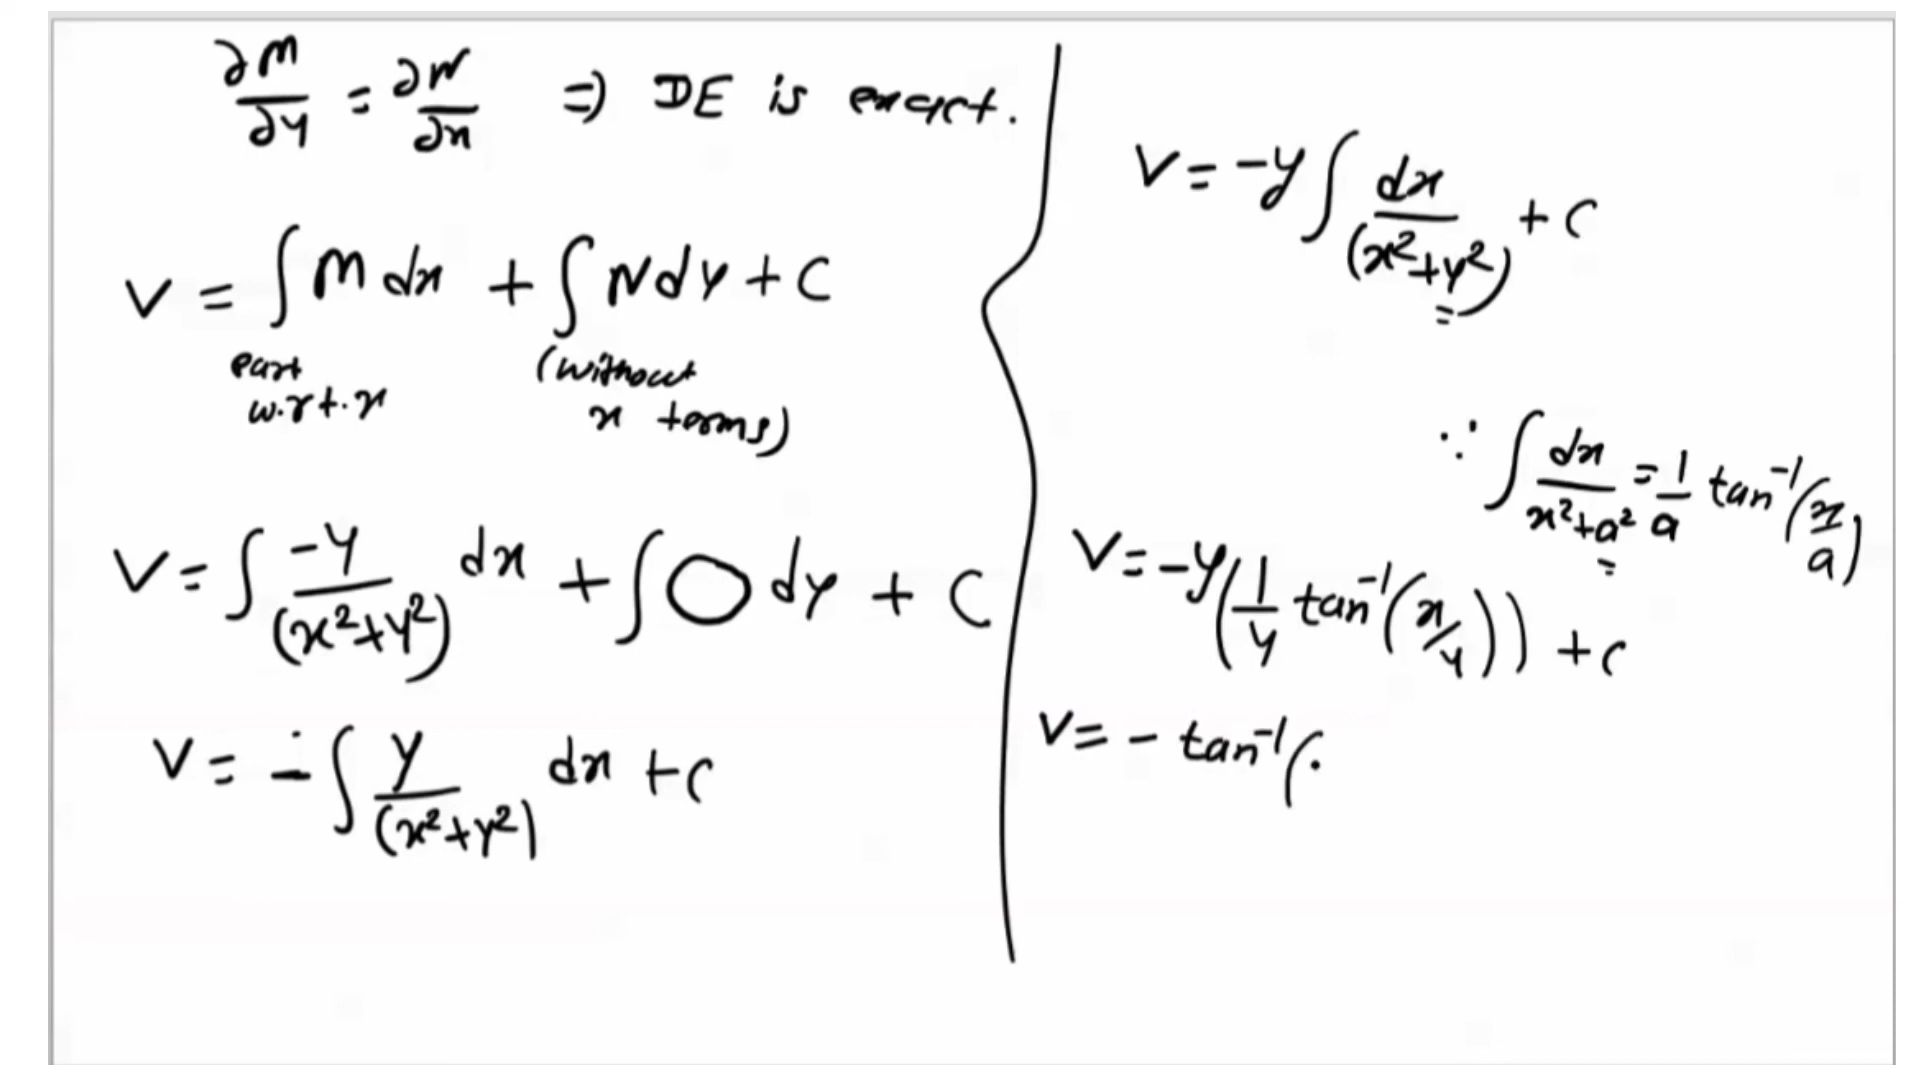 ∂M/∂y = ∂N/∂x ⇒ DE is exact.
V = ∫ M dx + ∫ N dy + C
part w.r.t. x
(without x terms)
V = ∫ -y/(x²+y²) dx + ∫ 0 dy + C
V = - ∫ y/(x²+y²) dx + C
V = -y ∫ dx/(x²+y²) + C
∵ ∫ dx/(x²+a²) = 1/a tan⁻¹(x/a)
V = -y(1/y tan⁻¹(x/y)) + C
V = - tan⁻¹(.